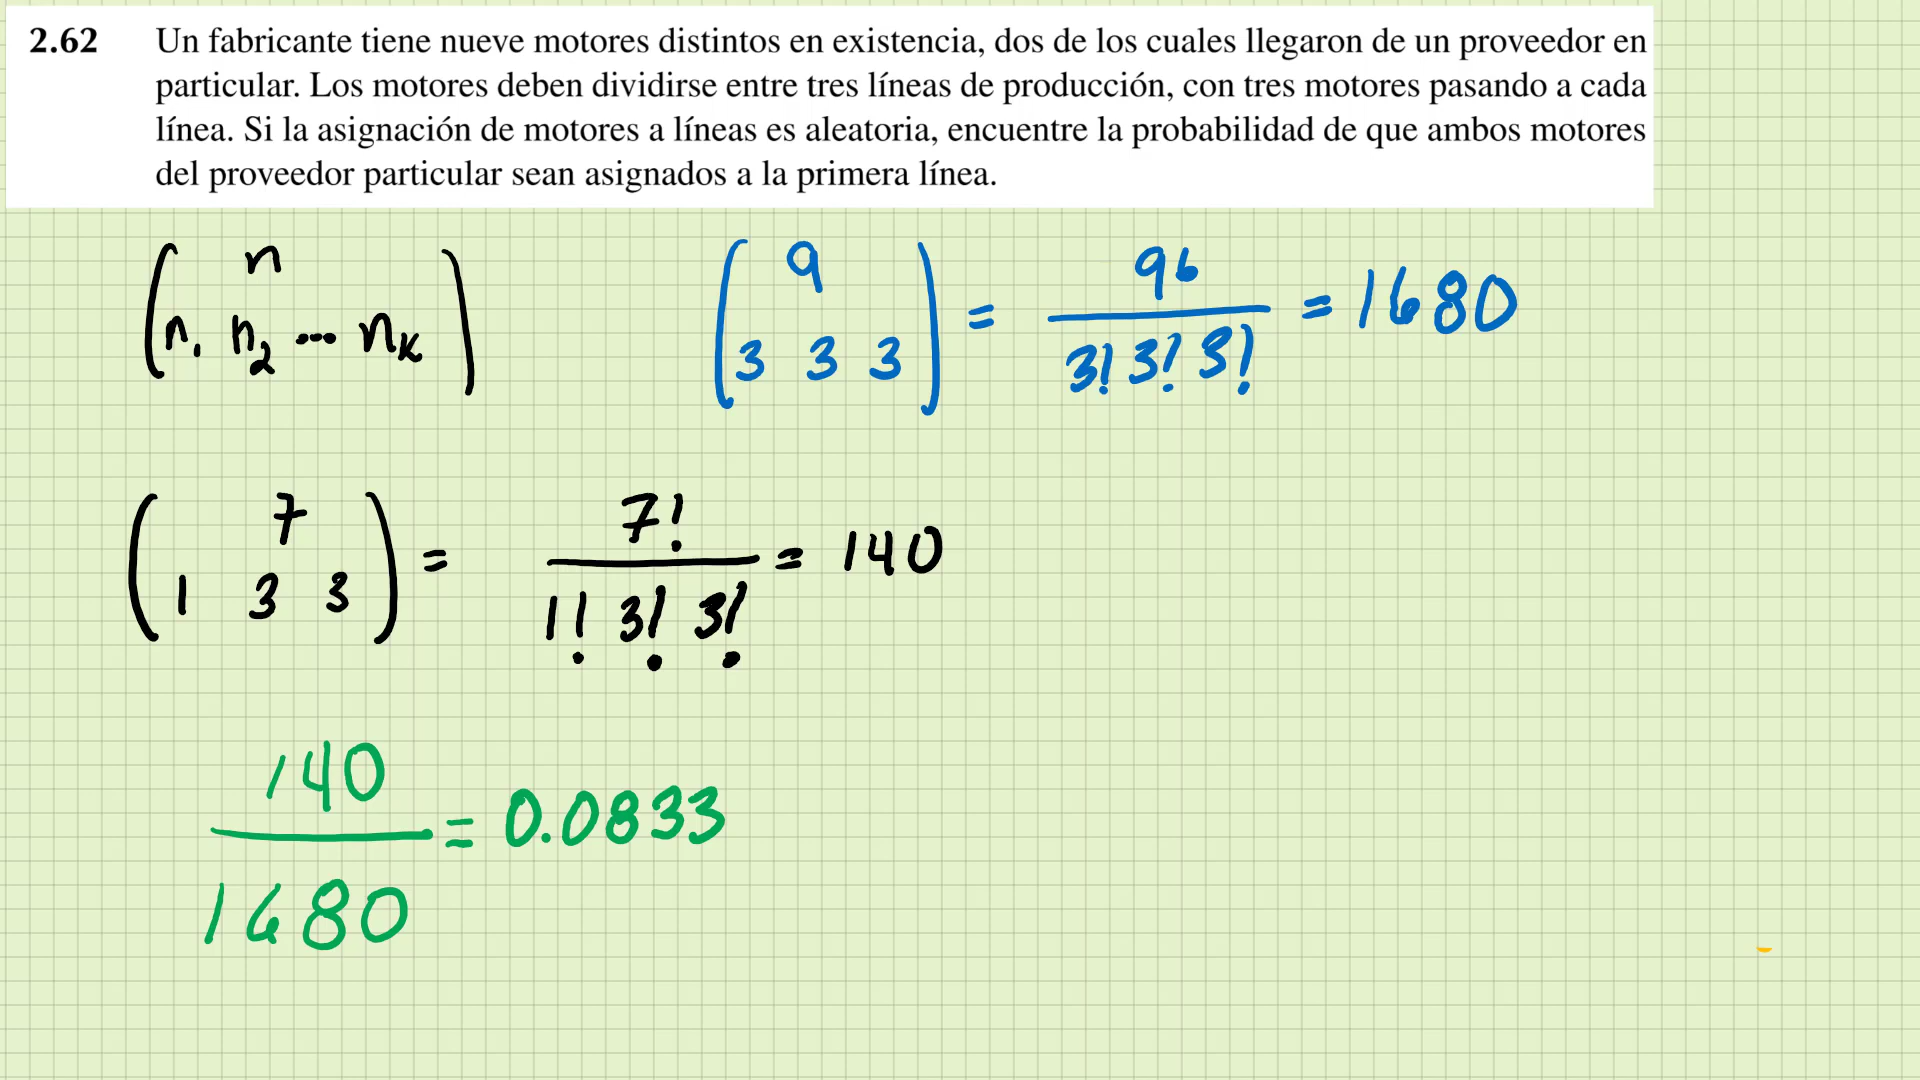 2.62 Un fabricante tiene nueve motores distintos en existencia, dos de los cuales llegaron de un proveedor en
particular. Los motores deben dividirse entre tres líneas de producción, con tres motores pasando a cada
línea. Si la asignación de motores a líneas es aleatoria, encuentre la probabilidad de que ambos motores
del proveedor particular sean asignados a la primera línea.
n
n1 n2 ... nk
9
3 3 3
=
96
3! 3! 3!
= 1680
7
1 3 3
=
7!
1! 3! 3!
= 140
140
1680
= 0.0833